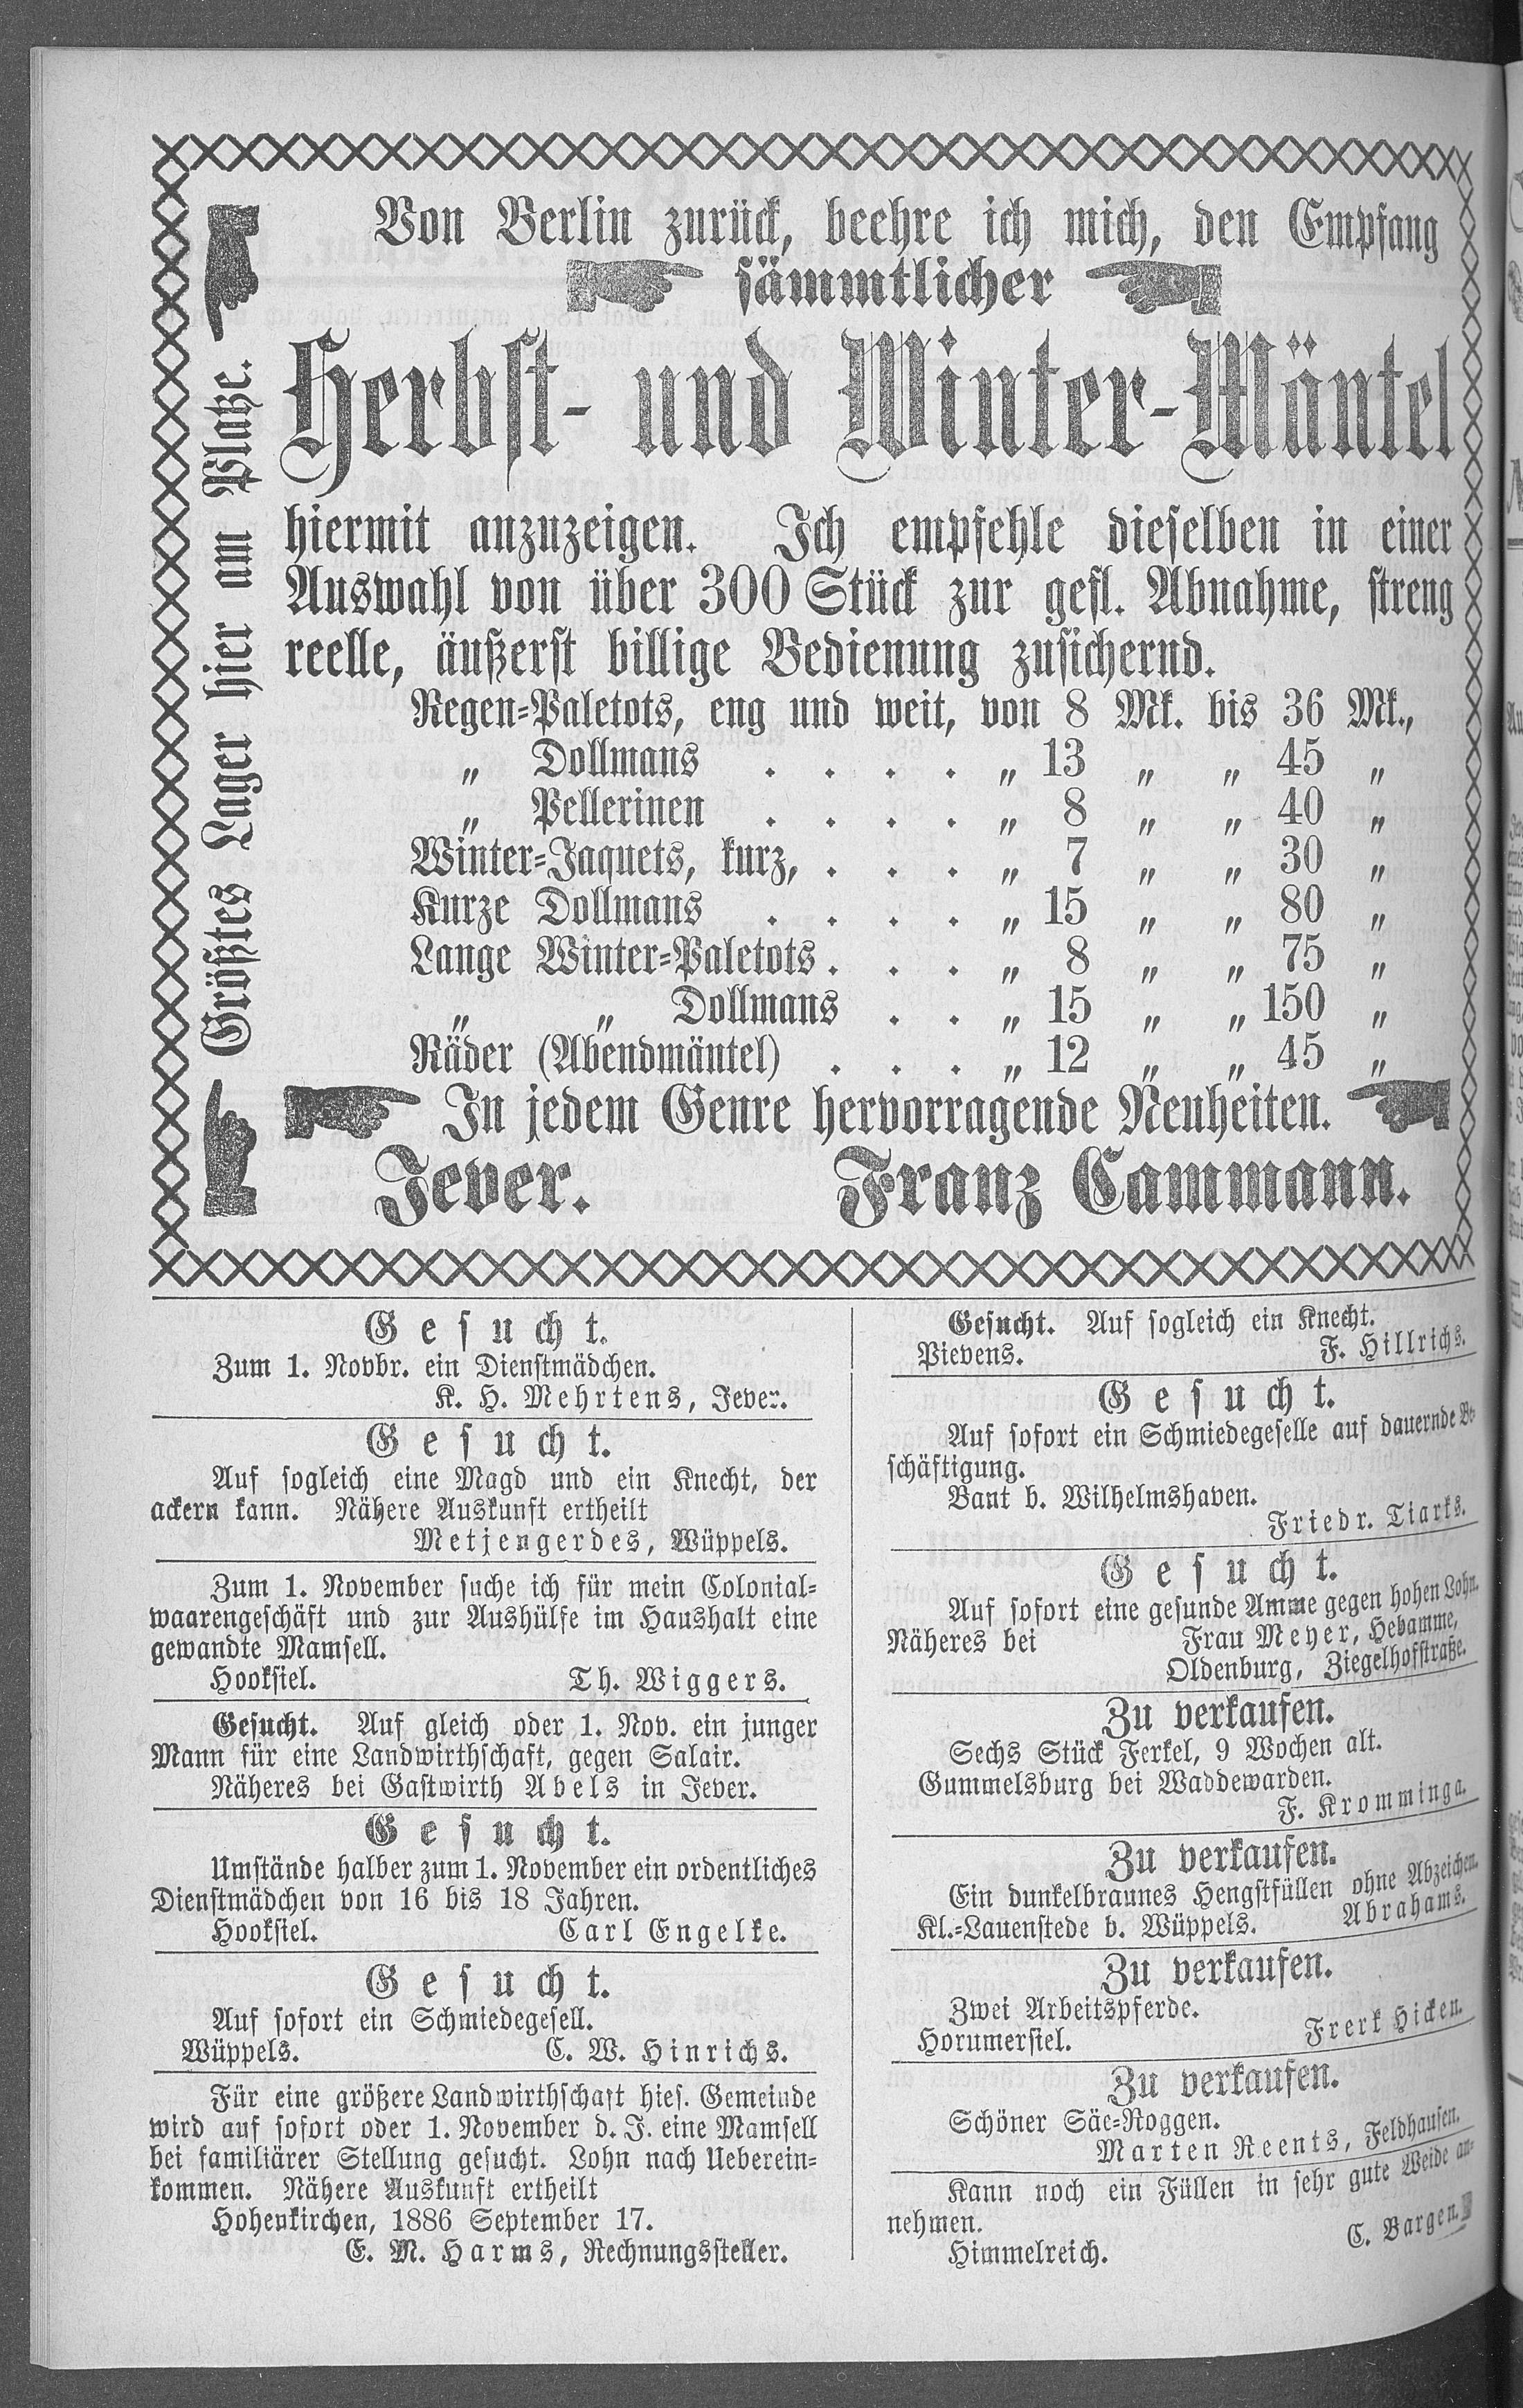 Größtes Lager hier am Platze.
Von Berlin zurück, beehre ich mich, den Empfang
sämmtlicher
Herbst- und Winter-Mäntel
hiermit anzuzeigen. Ich empfehle dieselben in einer
Auswahl von über 300 Stück zur gefl. Abnahme, streng
reelle, äußerst billige Bedienung zusichernd.
Regen-Paletots, eng und weit, von 8 Mk. bis 36 Mk.,
„ Dollmans . . . . „ 13 „ „ 45 „
„ Pellerinen . . . . „ 8 „ „ 40 „
Winter-Jaquets, kurz, . . . „ 7 „ „ 30 „
Kurze Dollmans . . . . „ 15 „ „ 80 „
Lange Winter-Paletots . . . „ 8 „ „ 75 „
„ „ Dollmans . . „ 15 „ „ 150 „
Räder (Abendmäntel) . . . „ 12 „ „ 45 „
In jedem Genre hervorragende Neuheiten.
Jever. Franz Cammann.
Gesucht.
Zum 1. Novbr. ein Dienstmädchen.
K. H. Mehrtens, Jever.
Gesucht.
Auf sogleich eine Magd und ein Knecht, der
ackern kann. Nähere Auskunft ertheilt
Metjengerdes, Wüppels.
Zum 1. November suche ich für mein Colonial-
waarengeschäft und zur Aushülfe im Haushalt eine
gewandte Mamsell.
Hooksiel. Th. Wiggers.
Gesucht. Auf gleich oder 1. Nov. ein junger
Mann für eine Landwirthschaft, gegen Salair.
Näheres bei Gastwirth Abels in Jever.
Gesucht.
Umstände halber zum 1. November ein ordentliches
Dienstmädchen von 16 bis 18 Jahren.
Hooksiel. Carl Engelke.
Gesucht.
Auf sofort ein Schmiedegesell.
Wüppels. C. W. Hinrichs.
Für eine größere Landwirthschaft hies. Gemeinde
wird auf sofort oder 1. November d. J. eine Mamsell
bei familiärer Stellung gesucht. Lohn nach Ueberein-
kommen. Nähere Auskunft ertheilt
Hohenkirchen, 1886 September 17.
E. M. Harms, Rechnungssteller.
Gesucht. Auf sogleich ein Knecht.
Pievens. F. Hillrichs.
Gesucht.
Auf sofort ein Schmiedegeselle auf dauernde Be-
schäftigung.
Bant b. Wilhelmshaven.
Friedr. Tiarks.
Gesucht.
Auf sofort eine gesunde Amme gegen hohen Lohn.
Näheres bei Frau Meyer, Hebamme,
Oldenburg, Ziegelhofstraße.
Zu verkaufen.
Sechs Stück Ferkel, 9 Wochen alt.
Gummelsburg bei Waddewarden.
F. Kromminga.
Zu verkaufen.
Ein dunkelbraunes Hengstfüllen ohne Abzeichen.
Kl.-Lauenstede b. Wüppels. Abrahams.
Zu verkaufen.
Zwei Arbeitspferde.
Horumersiel. Frerk Hicken.
Zu verkaufen.
Schöner Säe-Roggen.
Marten Reents, Feldhausen.
Kann noch ein Füllen in sehr gute Weide an-
nehmen.
Himmelreich. C. Bargen.